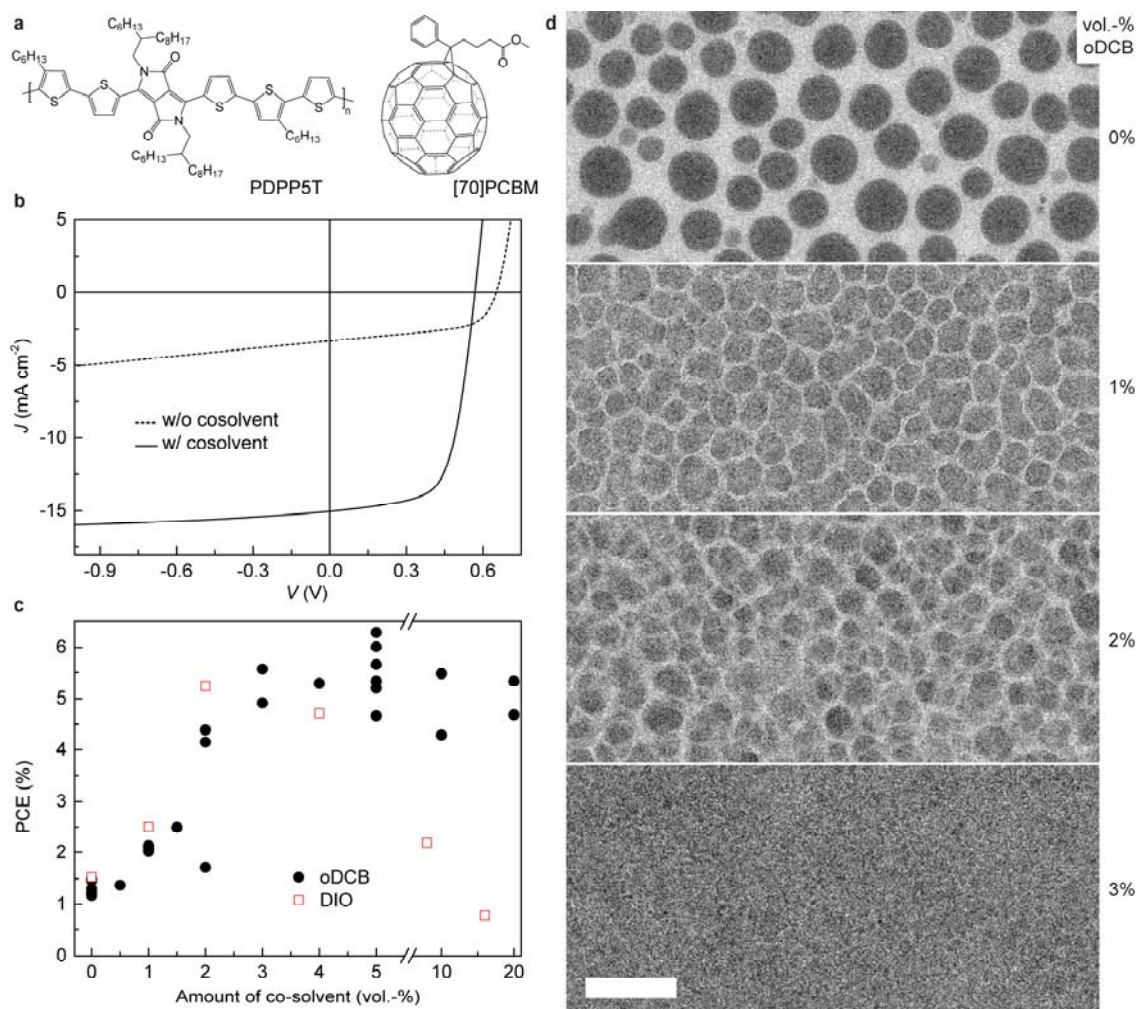 a
C6H13
C8H17
C6H13
O
N
S
S
S
S
S
n
N
O
C6H13
C6H13
C8H17
PDPP5T
O
O
[70]PCBM
b
5
0
-5
-10
-15
J (mA cm-2)
w/o cosolvent
w/ cosolvent
-0.9 -0.6 -0.3 0.0 0.3 0.6
V (V)
c
6
5
4
3
2
1
0
PCE (%)
oDCB
DIO
0 1 2 3 4 5 10 20
Amount of co-solvent (vol.-%)
d
vol.-%
oDCB
0%
1%
2%
3%